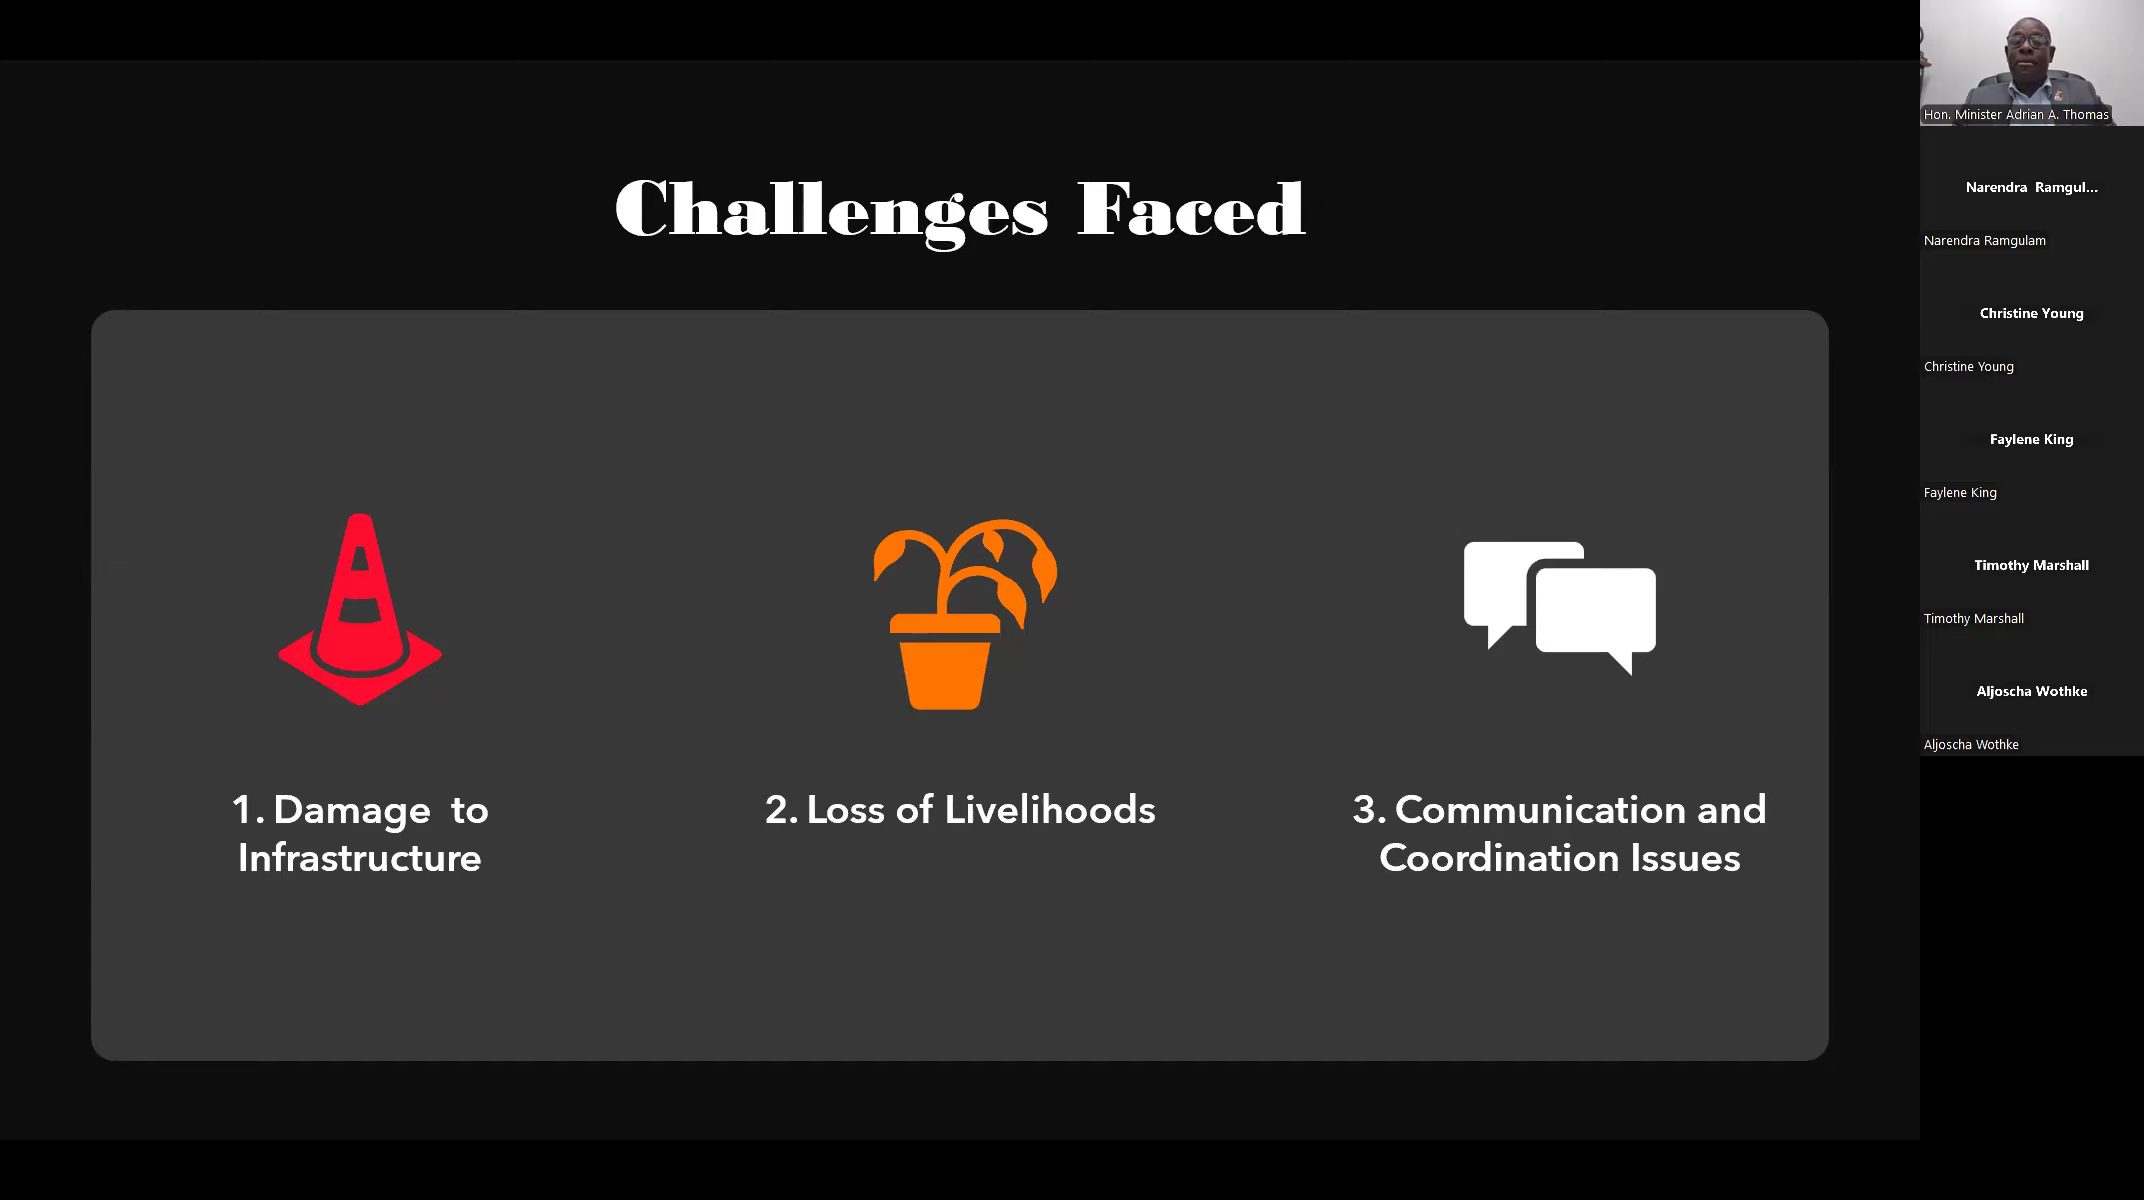 Challenges Faced
1. Damage to
Infrastructure
2. Loss of Livelihoods
3. Communication and
Coordination Issues
Hon. Minister Adrian A. Thomas
Narendra Ramgul...
Narendra Ramgulam
Christine Young
Christine Young
Faylene King
Faylene King
Timothy Marshall
Timothy Marshall
Aljoscha Wothke
Aljoscha Wothke